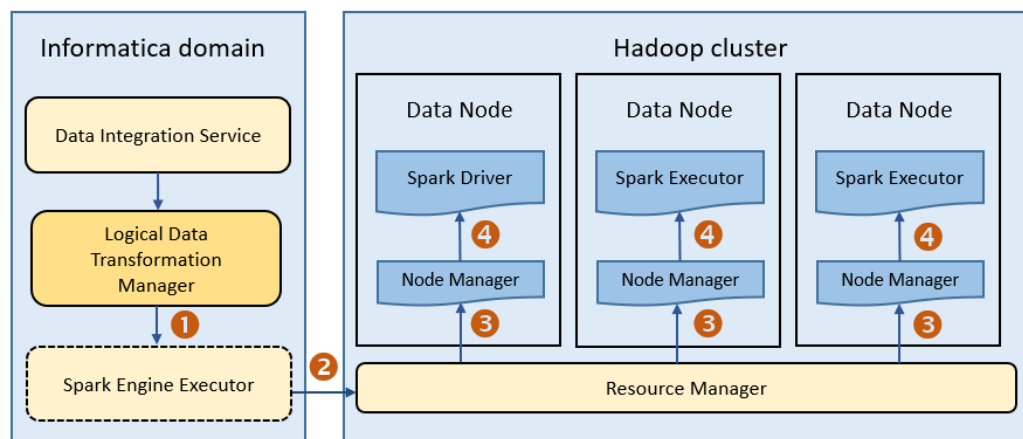 Informatica domain
Data Integration Service
Logical Data
Transformation
Manager
1
Spark Engine Executor
2
Hadoop cluster
Data Node
Spark Driver
4
Node Manager
3
Data Node
Spark Executor
4
Node Manager
3
Data Node
Spark Executor
4
Node Manager
3
Resource Manager